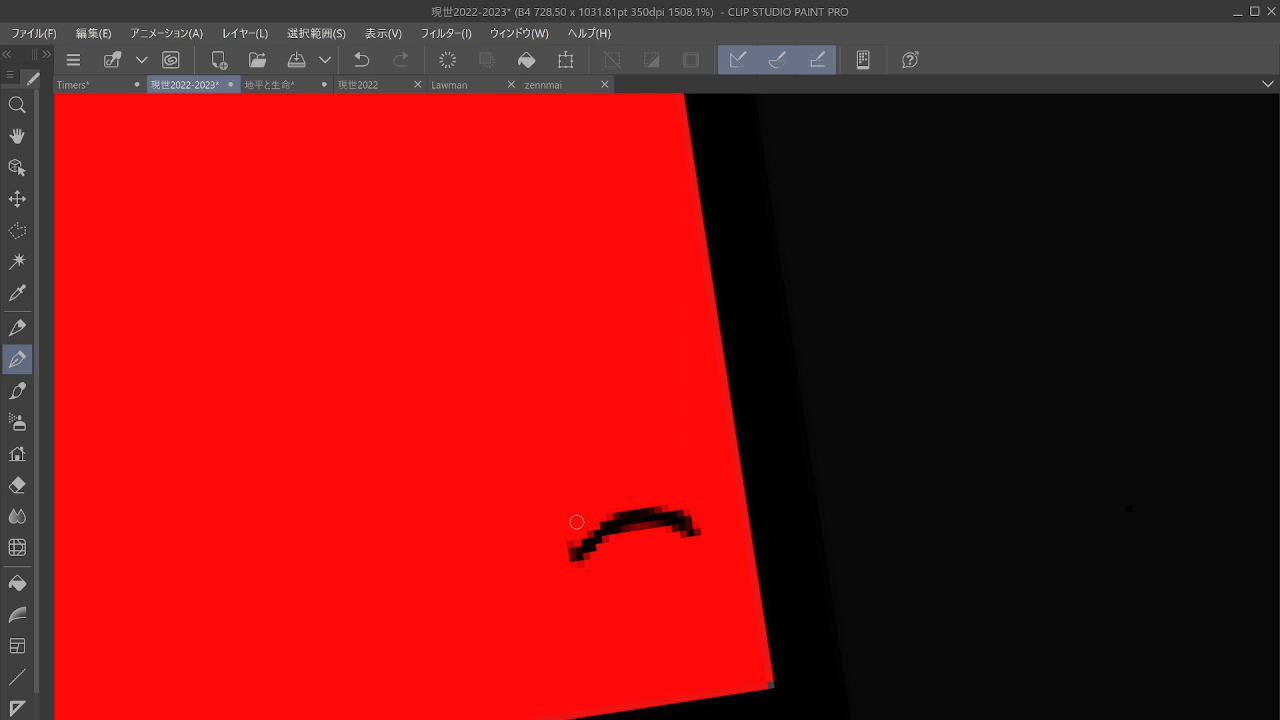 現世2022-2023* (B4 728.50 x 1031.81pt 350dpi 1508.1%) - CLIP STUDIO PAINT PRO
ファイル(F) 編集(E) アニメーション(A) レイヤー(L) 選択範囲(S) 表示(V) フィルター(I) ウィンドウ(W) ヘルプ(H)
Timers* 現世2022-2023* 地平と生命* 現世2022 Lawman zennmai